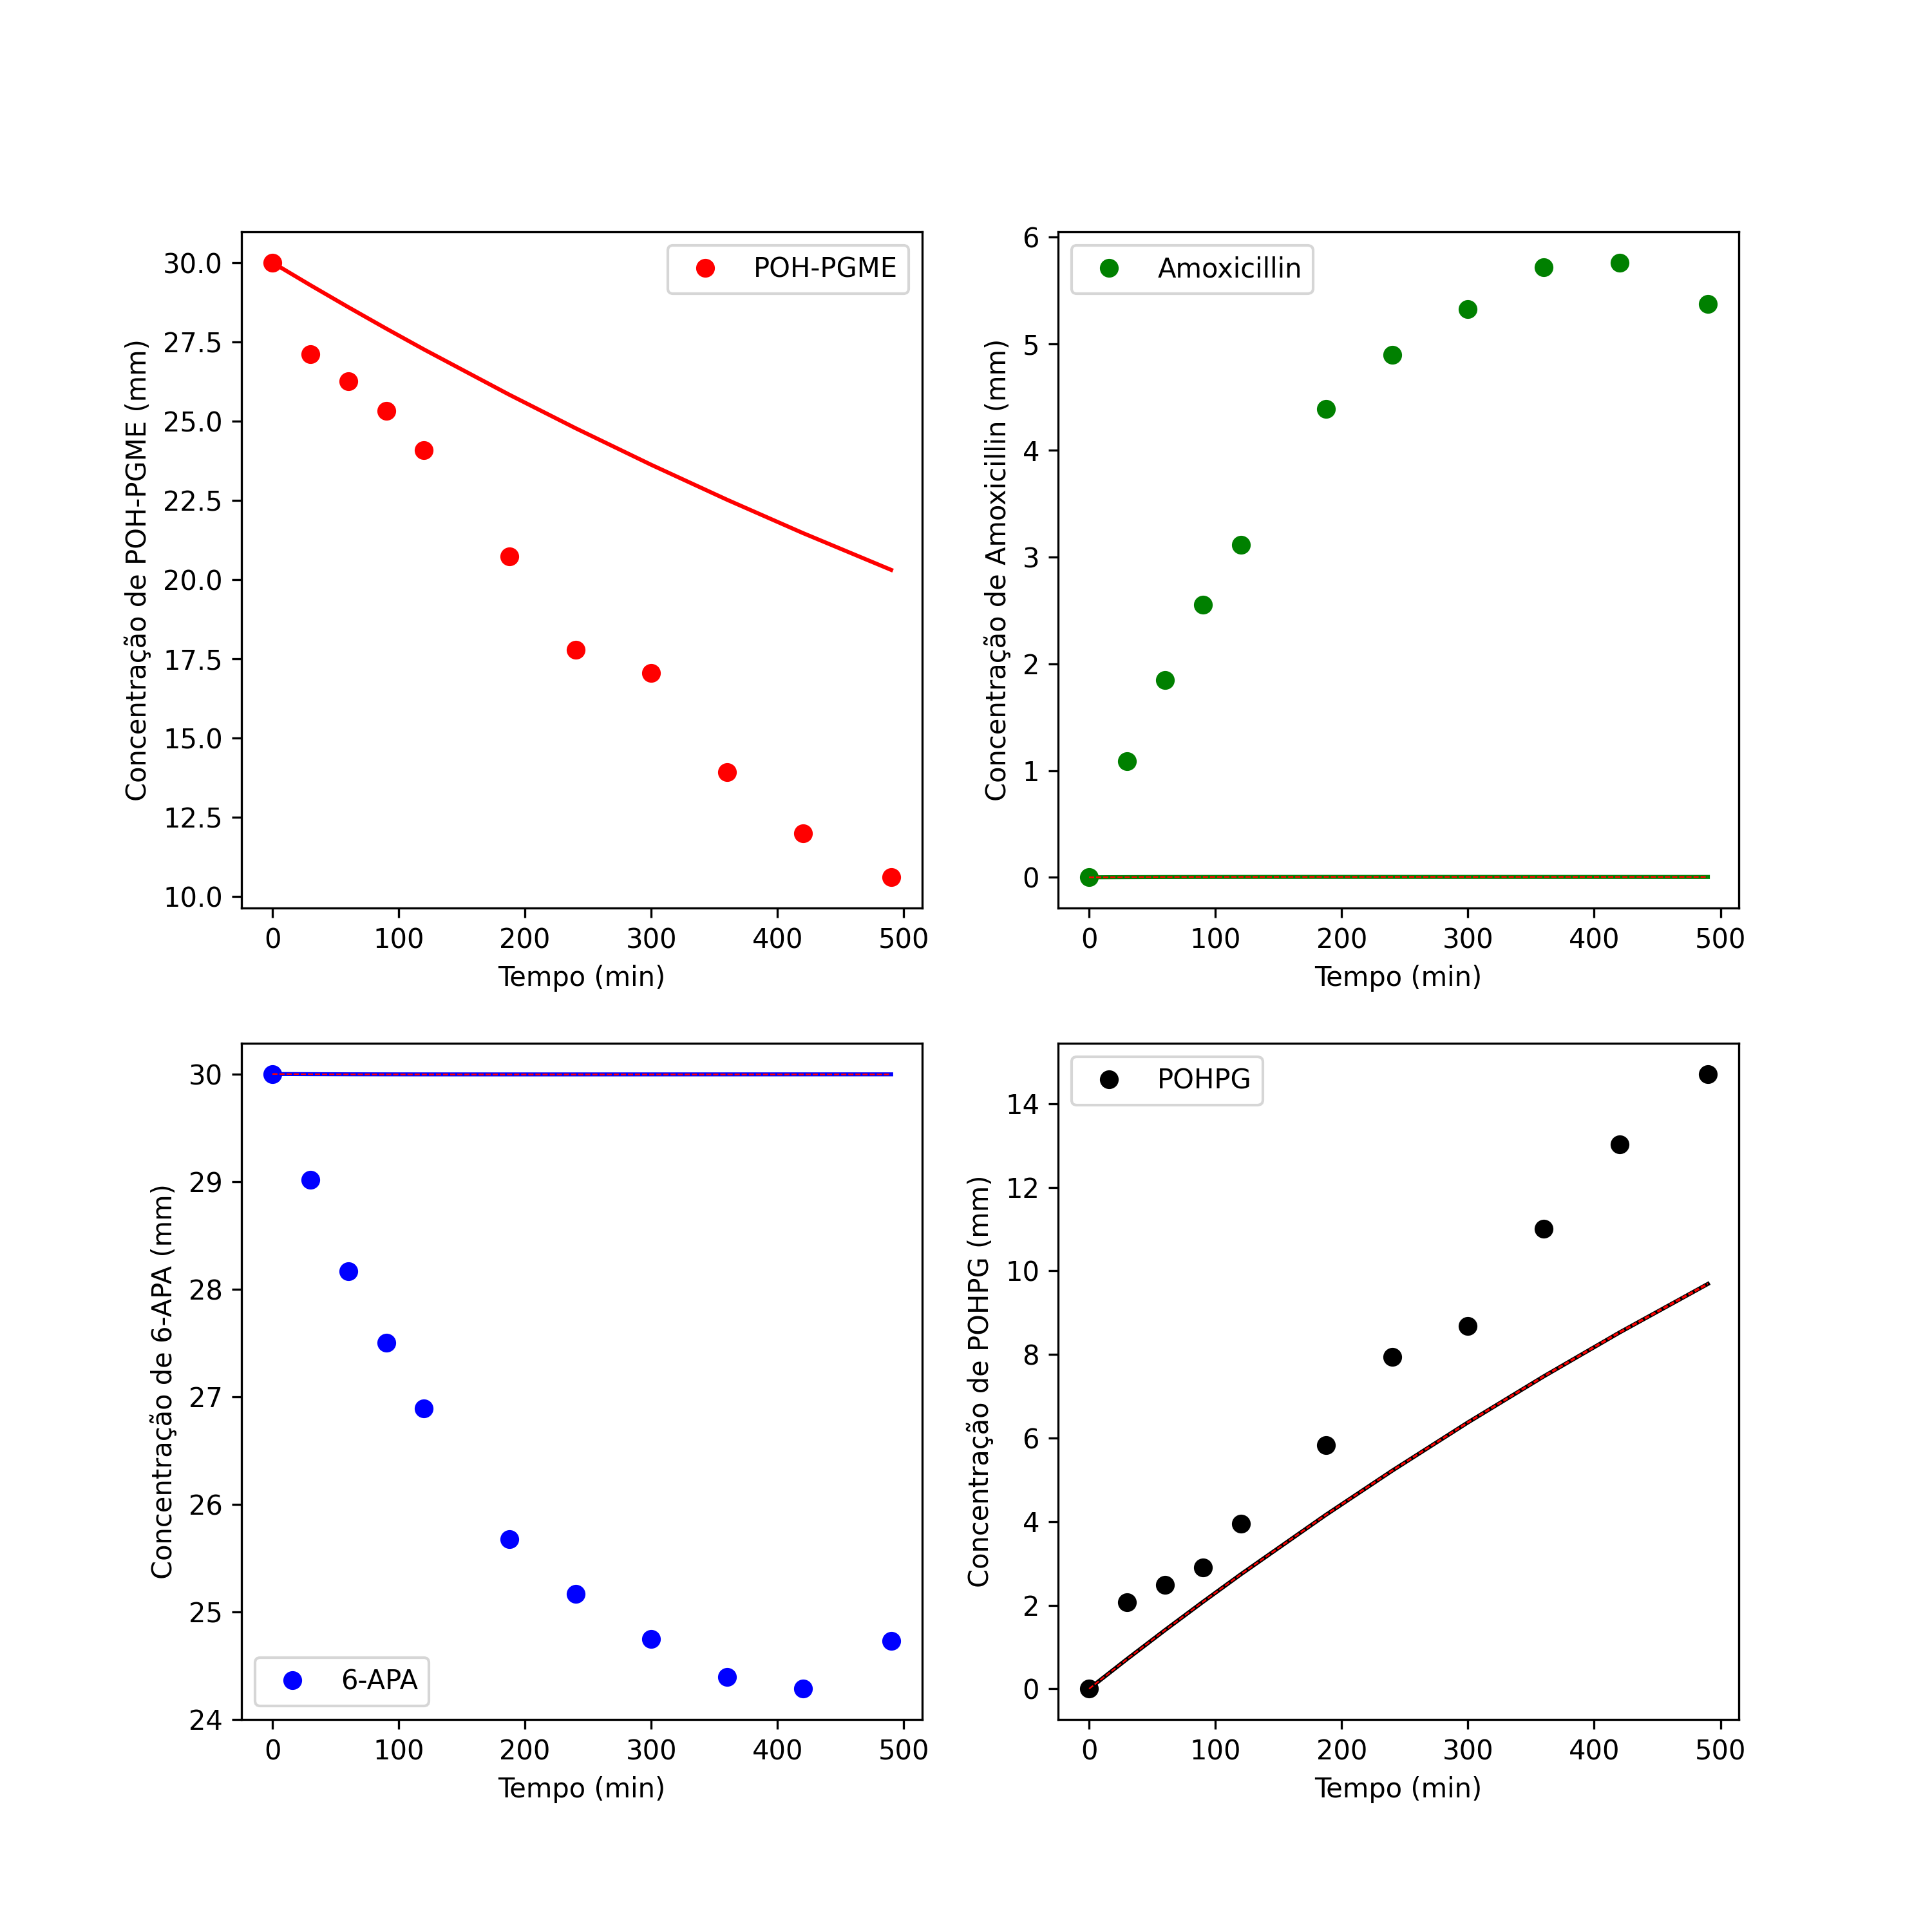 POH-PGME
30.0
27.5
25.0
22.5
20.0
17.5
15.0
12.5
10.0
Concentração de POH-PGME (mm)
0 100 200 300 400 500
Tempo (min)
Amoxicillin
6
5
4
3
2
1
0
Concentração de Amoxicillin (mm)
0 100 200 300 400 500
Tempo (min)
30
29
28
27
26
25
24
Concentração de 6-APA (mm)
6-APA
0 100 200 300 400 500
Tempo (min)
POHPG
14
12
10
8
6
4
2
0
Concentração de POHPG (mm)
0 100 200 300 400 500
Tempo (min)